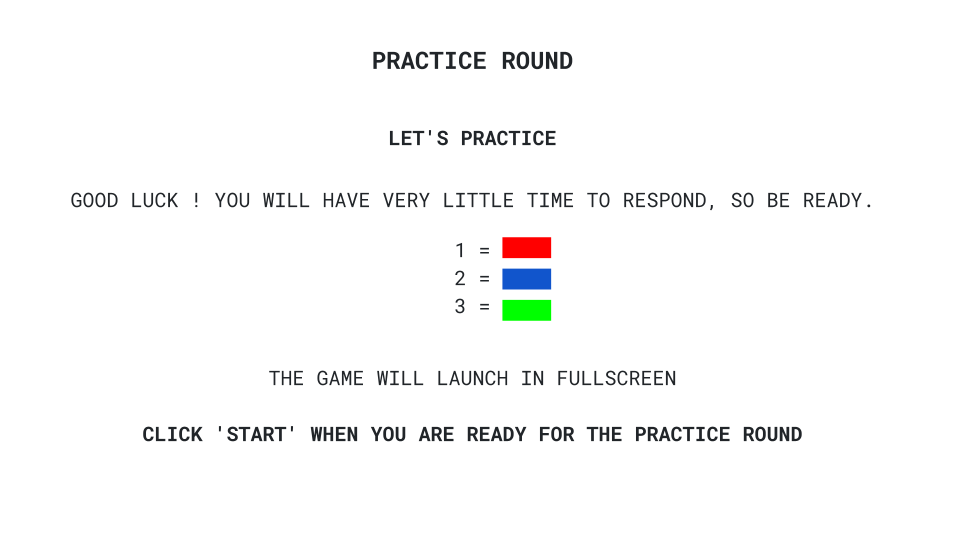 PRACTICE ROUND
LET'S PRACTICE
GOOD LUCK ! YOU WILL HAVE VERY LITTLE TIME TO RESPOND, SO BE READY.
1 =
2 =
3 =
THE GAME WILL LAUNCH IN FULLSCREEN
CLICK 'START' WHEN YOU ARE READY FOR THE PRACTICE ROUND